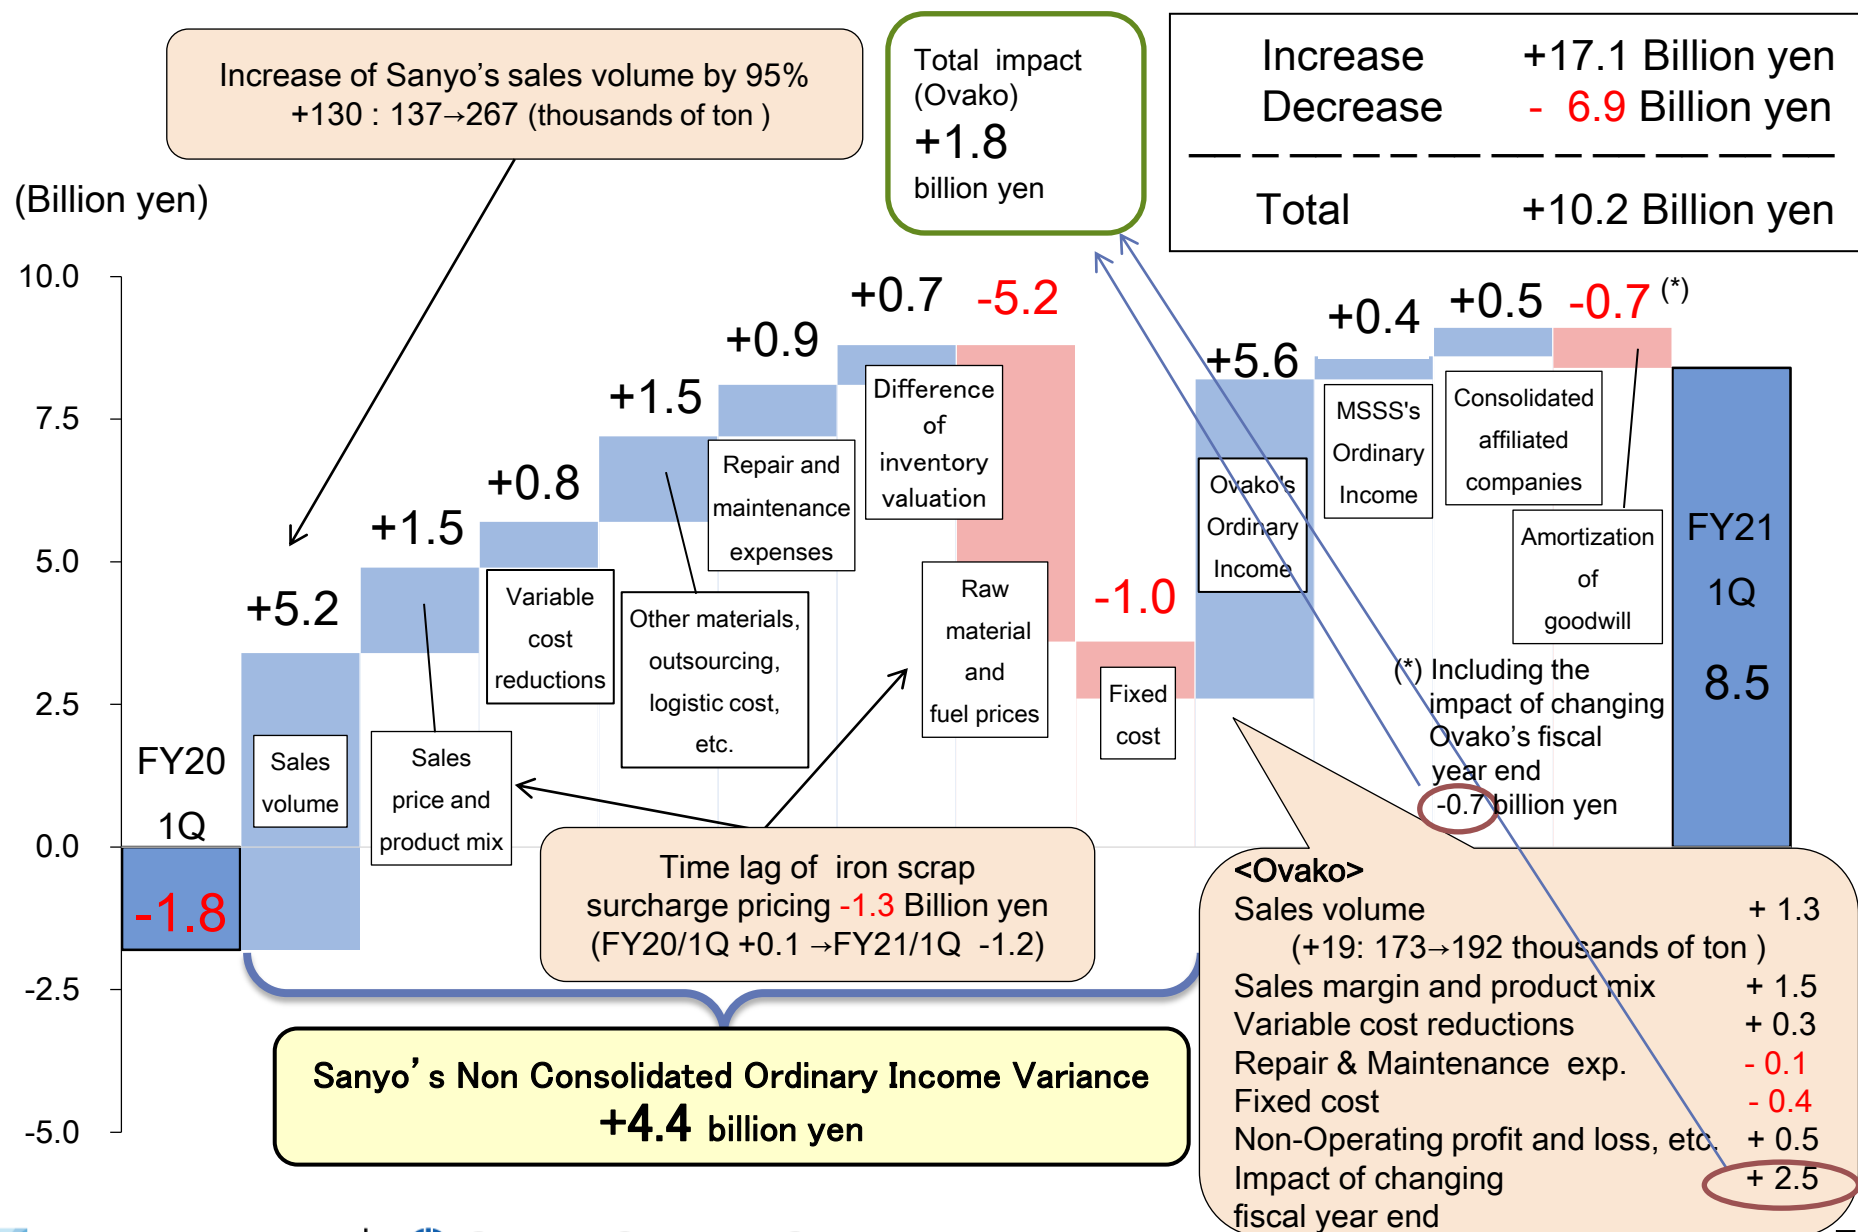 Increase of Sanyo’s sales volume by 95%
+130 : 137→267 (thousands of ton )
Total impact
(Ovako)
+1.8
billion yen
Increase +17.1 Billion yen
Decrease - 6.9 Billion yen
Total +10.2 Billion yen
(Billion yen)
10.0
7.5
5.0
2.5
0.0
-2.5
-5.0
FY20
1Q
-1.8
+5.2
Sales
volume
+1.5
Sales
price and
product mix
+0.8
Variable
cost
reductions
+1.5
Other materials,
outsourcing,
logistic cost,
etc.
+0.9
Repair and
maintenance
expenses
+0.7
Difference
of
inventory
valuation
-5.2
Raw
material
and
fuel prices
-1.0
Fixed
cost
+5.6
Ovako's
Ordinary
Income
+0.4
MSSS's
Ordinary
Income
+0.5
Consolidated
affiliated
companies
-0.7 (*)
Amortization
of
goodwill
FY21
1Q
8.5
(*) Including the
impact of changing
Ovako’s fiscal
year end
-0.7 billion yen
Time lag of iron scrap
surcharge pricing -1.3 Billion yen
(FY20/1Q +0.1 →FY21/1Q -1.2)
Sanyo’s Non Consolidated Ordinary Income Variance
+4.4 billion yen
<Ovako>
Sales volume + 1.3
(+19: 173→192 thousands of ton )
Sales margin and product mix + 1.5
Variable cost reductions + 0.3
Repair & Maintenance exp. - 0.1
Fixed cost - 0.4
Non-Operating profit and loss, etc. + 0.5
Impact of changing + 2.5
fiscal year end